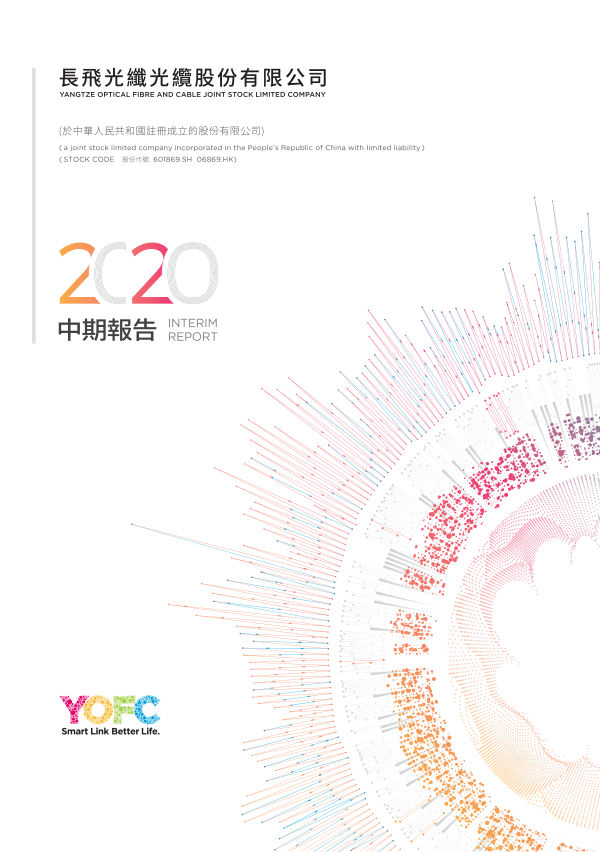 長飛光纖光纜股份有限公司
YANGTZE OPTICAL FIBRE AND CABLE JOINT STOCK LIMITED COMPANY
(於中華人民共和國註冊成立的股份有限公司)
(a joint stock limited company incorporated in the People's Republic of China with limited liability)
(STOCK CODE 股份代號: 601869.SH 06869.HK)
2020
中期報告 INTERIM
REPORT
YOFC
Smart Link Better Life.